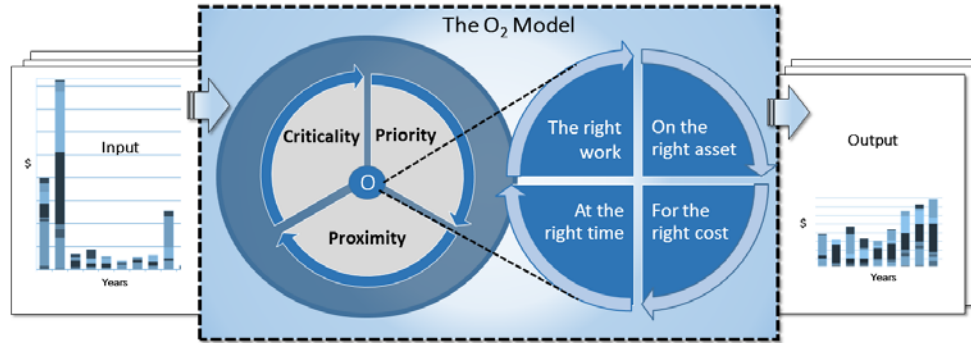 The O₂ Model
Input
$
Years
Criticality
Priority
O
Proximity
The right
work
On the
right asset
At the
right time
For the
right cost
Output
$
Years